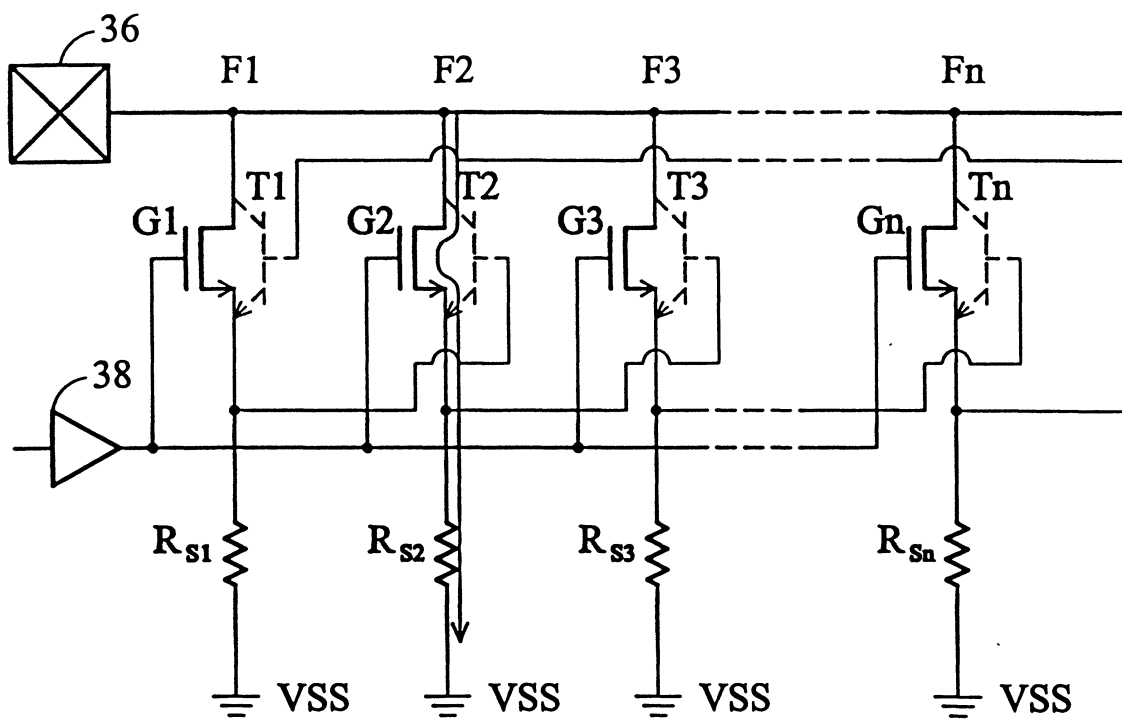 36
F1 F2 F3 Fn
T1 T2 T3 Tn
G1 G2 G3 Gn
38
RS1 RS2 RS3 RSn
VSS VSS VSS VSS